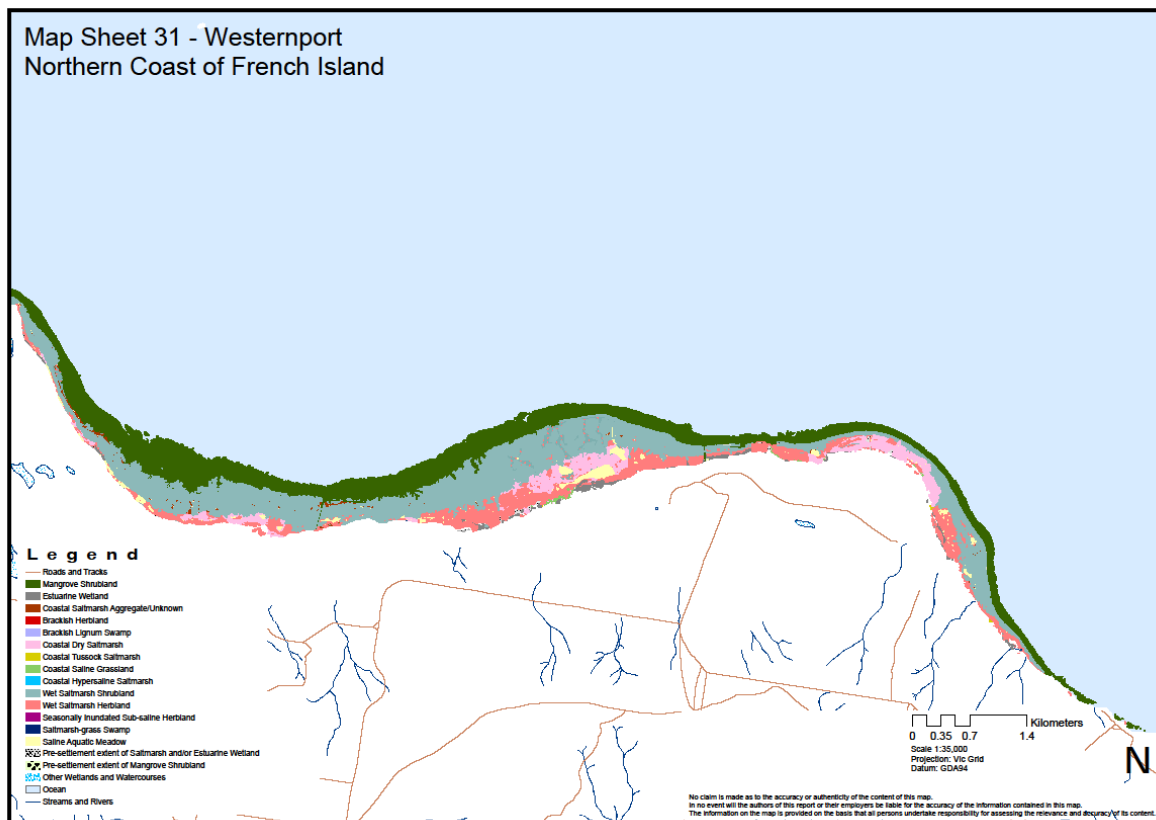 Map Sheet 31 - Westernport
Northern Coast of French Island
Legend
Roads and Tracks
Mangrove Shrubland
Estuarine Wetland
Coastal Saltmarsh Aggregate/Unknown
Brackish Herbland
Brackish Lignum Swamp
Coastal Dry Saltmarsh
Coastal Tussock Saltmarsh
Coastal Saline Grassland
Coastal Hypersaline Saltmarsh
Wet Saltmarsh Shrubland
Wet Saltmarsh Herbland
Seasonally Inundated Sub-saline Herbland
Saltmarsh-grass Swamp
Saline Aquatic Meadow
Pre-settlement extent of Saltmarsh and/or Estuarine Wetland
Pre-settlement extent of Mangrove Shrubland
Other Wetlands and Watercourses
Ocean
Streams and Rivers
Kilometers
0 0.35 0.7 1.4
Scale 1:35,000
Projection: Vic Grid
Datum: GDA94
N
No claim is made as to the accuracy or authenticity of the content of this map.
In no event will the authors of this report or their employers be liable for the accuracy of the information contained in this map.
The information on the map is provided on the basis that all persons undertake responsibility for assessing the relevance and accuracy of its content.